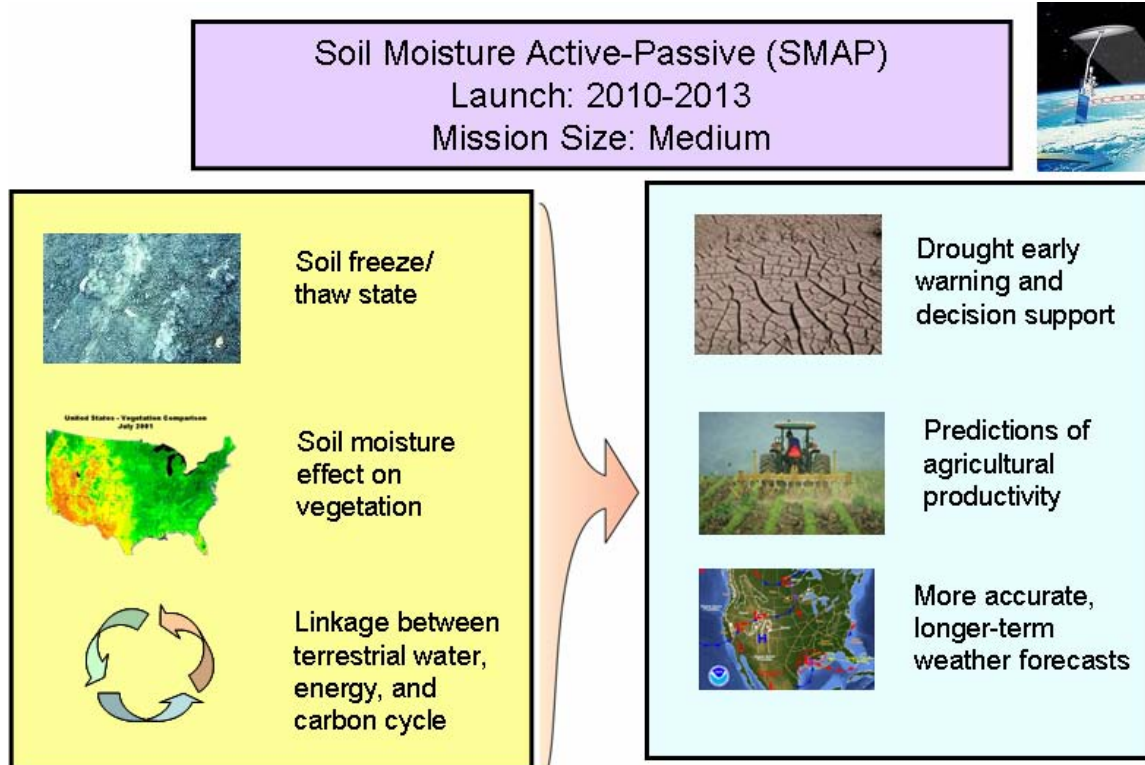 Soil Moisture Active-Passive (SMAP)
Launch: 2010-2013
Mission Size: Medium
Soil freeze/
thaw state
United States - Vegetation Comparison
July 2001
Soil moisture
effect on
vegetation
Linkage between
terrestrial water,
energy, and
carbon cycle
Drought early
warning and
decision support
Predictions of
agricultural
productivity
H
More accurate,
longer-term
weather forecasts